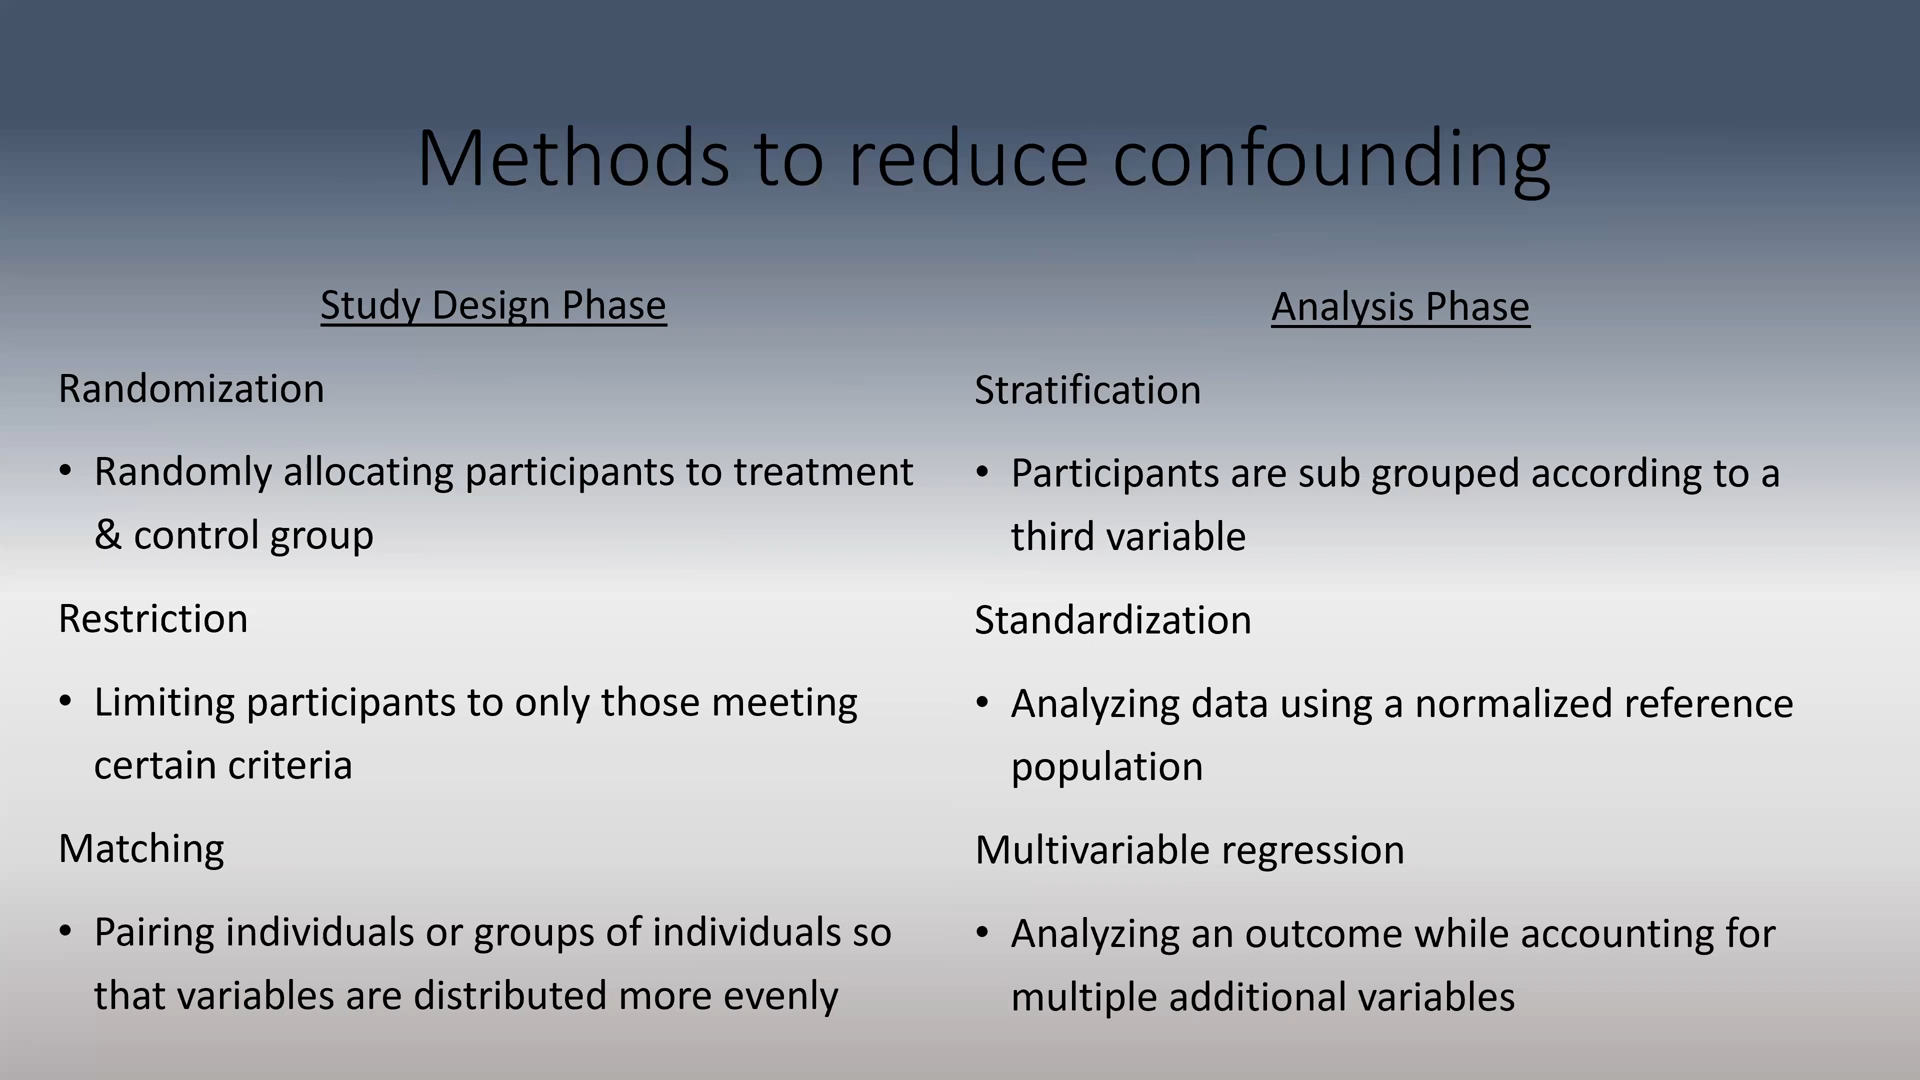 Methods to reduce confounding
Study Design Phase
Randomization
• Randomly allocating participants to treatment
& control group
Restriction
• Limiting participants to only those meeting
certain criteria
Matching
• Pairing individuals or groups of individuals so
that variables are distributed more evenly
Analysis Phase
Stratification
• Participants are sub grouped according to a
third variable
Standardization
• Analyzing data using a normalized reference
population
Multivariable regression
• Analyzing an outcome while accounting for
multiple additional variables